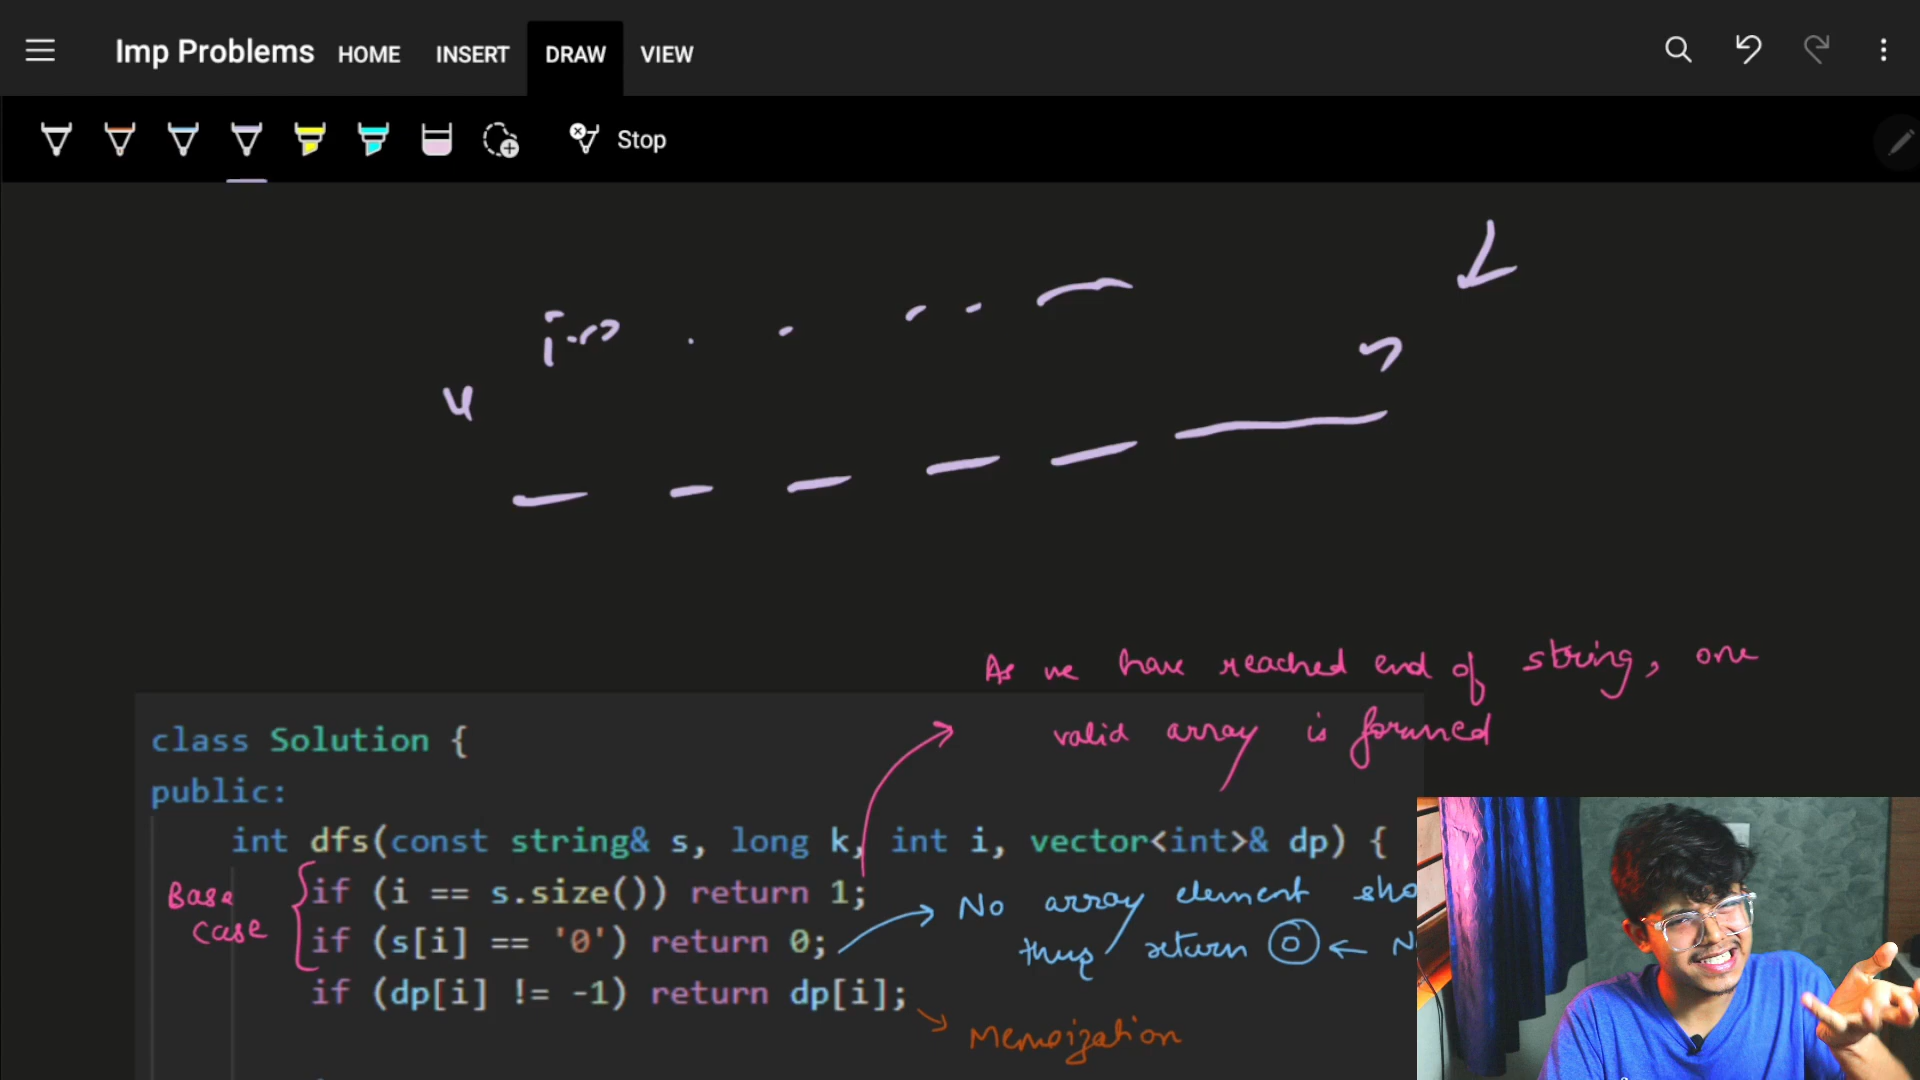 Imp Problems HOME INSERT DRAW VIEW
Stop
As we have reached end of string, one
valid array is formed
class Solution {
public:
int dfs(const string& s, long k, int i, vector<int>& dp) {
Base
case
if (i == s.size()) return 1;
No array element sho
if (s[i] == '0') return 0;
thus return 0 ← N
if (dp[i] != -1) return dp[i];
Memoization